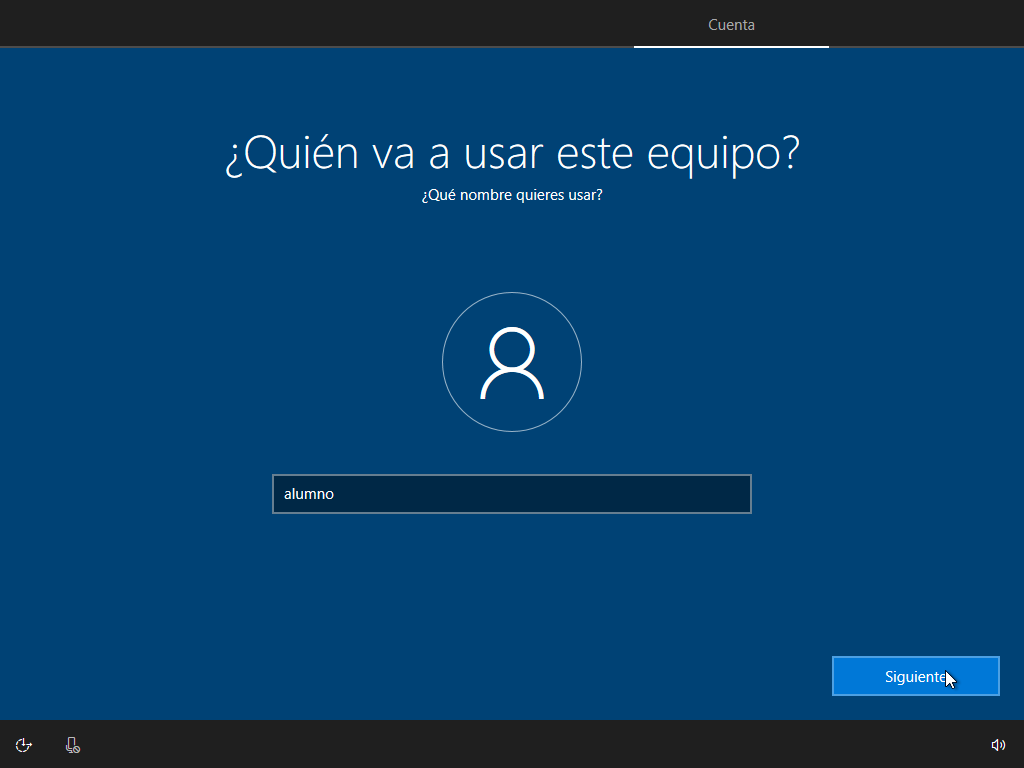 Cuenta
¿Quién va a usar este equipo?
¿Qué nombre quieres usar?
alumno
Siguiente